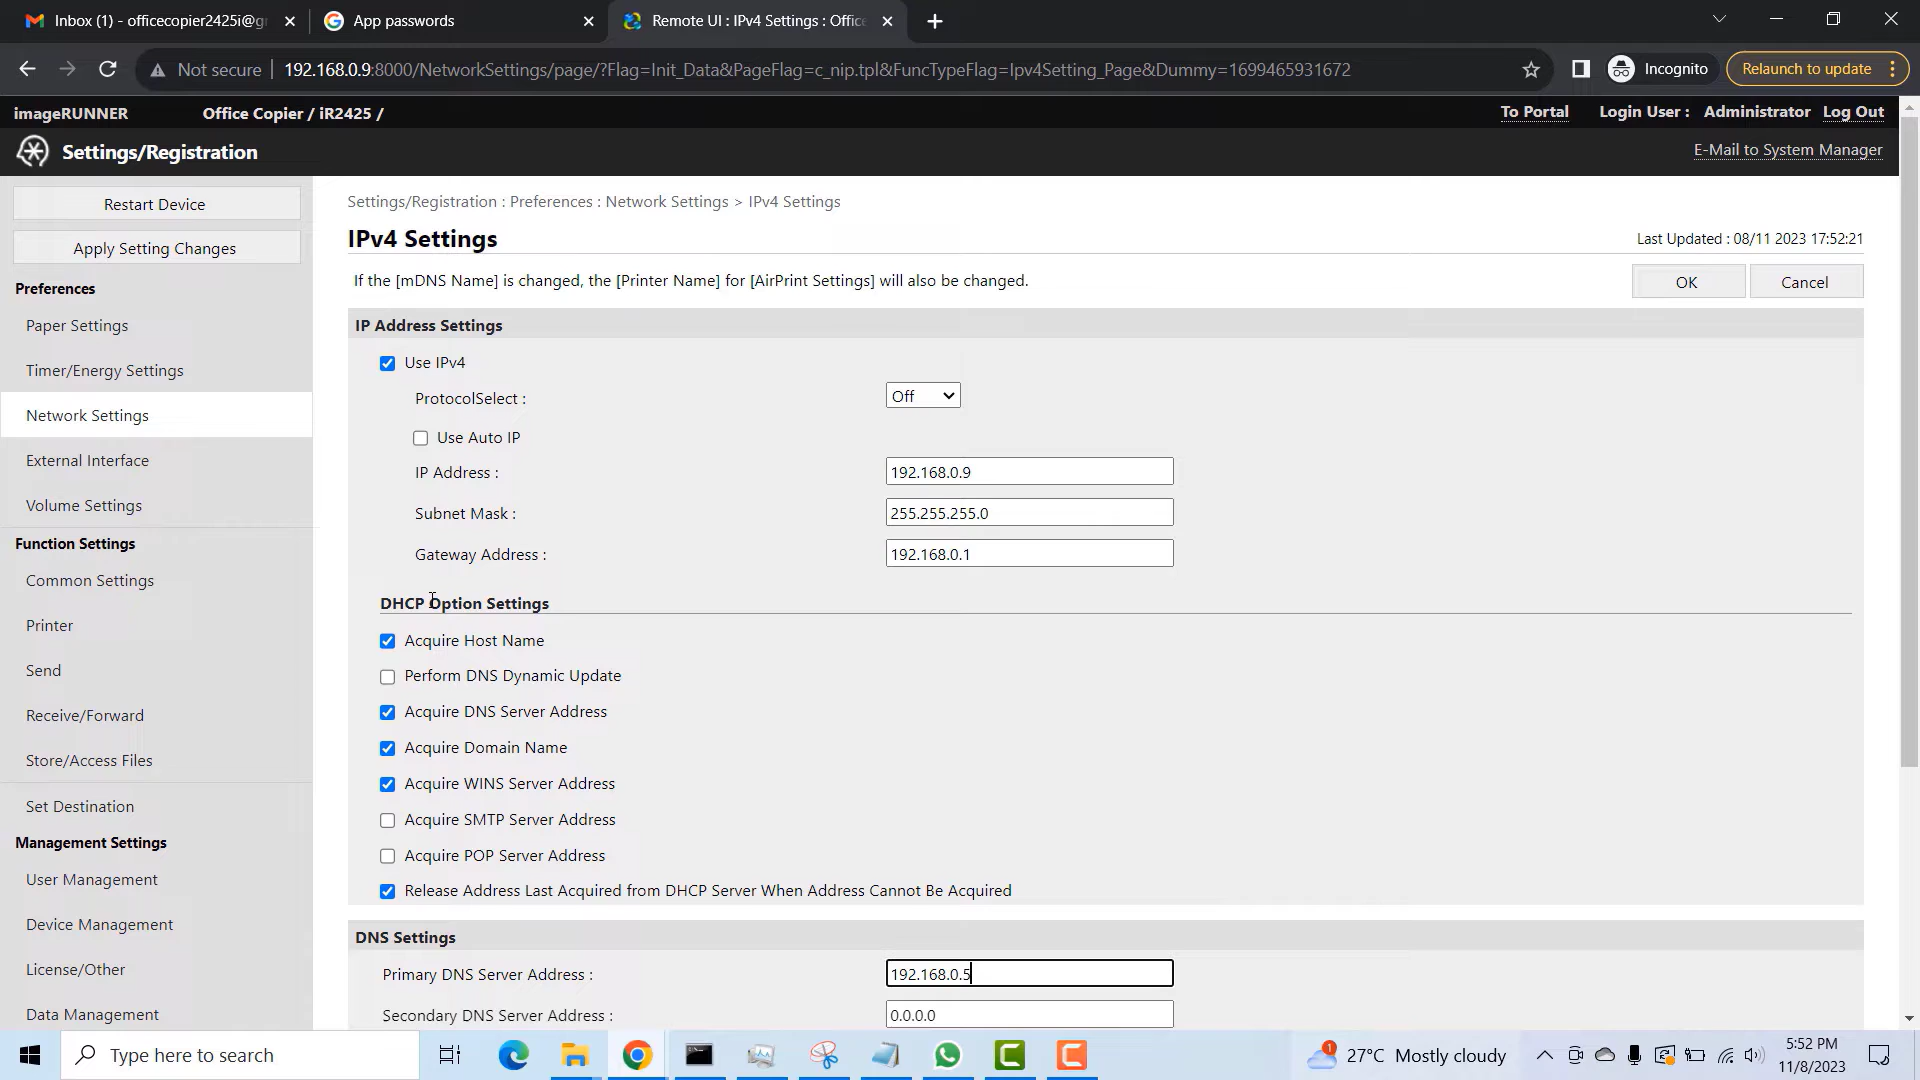 Inbox (1) - officecopier2425i@g
App passwords
Remote UI : IPv4 Settings : Office
Not secure
192.168.0.9:8000/NetworkSettings/page/?Flag=Init_Data&PageFlag=c_nip.tpl&FuncTypeFlag=Ipv4Setting_Page&Dummy=1699465931672
Incognito
Relaunch to update
imageRUNNER
Office Copier / iR2425 /
To Portal
Login User : Administrator
Log Out
Settings/Registration
E-Mail to System Manager
Restart Device
Apply Setting Changes
Preferences
Paper Settings
Timer/Energy Settings
Network Settings
External Interface
Volume Settings
Function Settings
Common Settings
Printer
Send
Receive/Forward
Store/Access Files
Set Destination
Management Settings
User Management
Device Management
License/Other
Data Management
Settings/Registration : Preferences : Network Settings > IPv4 Settings
IPv4 Settings
Last Updated : 08/11 2023 17:52:21
If the [mDNS Name] is changed, the [Printer Name] for [AirPrint Settings] will also be changed.
OK
Cancel
IP Address Settings
Use IPv4
ProtocolSelect :
Off
Use Auto IP
IP Address :
192.168.0.9
Subnet Mask :
255.255.255.0
Gateway Address :
192.168.0.1
DHCP Option Settings
Acquire Host Name
Perform DNS Dynamic Update
Acquire DNS Server Address
Acquire Domain Name
Acquire WINS Server Address
Acquire SMTP Server Address
Acquire POP Server Address
Release Address Last Acquired from DHCP Server When Address Cannot Be Acquired
DNS Settings
Primary DNS Server Address :
192.168.0.5
Secondary DNS Server Address :
0.0.0.0
Type here to search
1
27°C Mostly cloudy
5:52 PM
11/8/2023